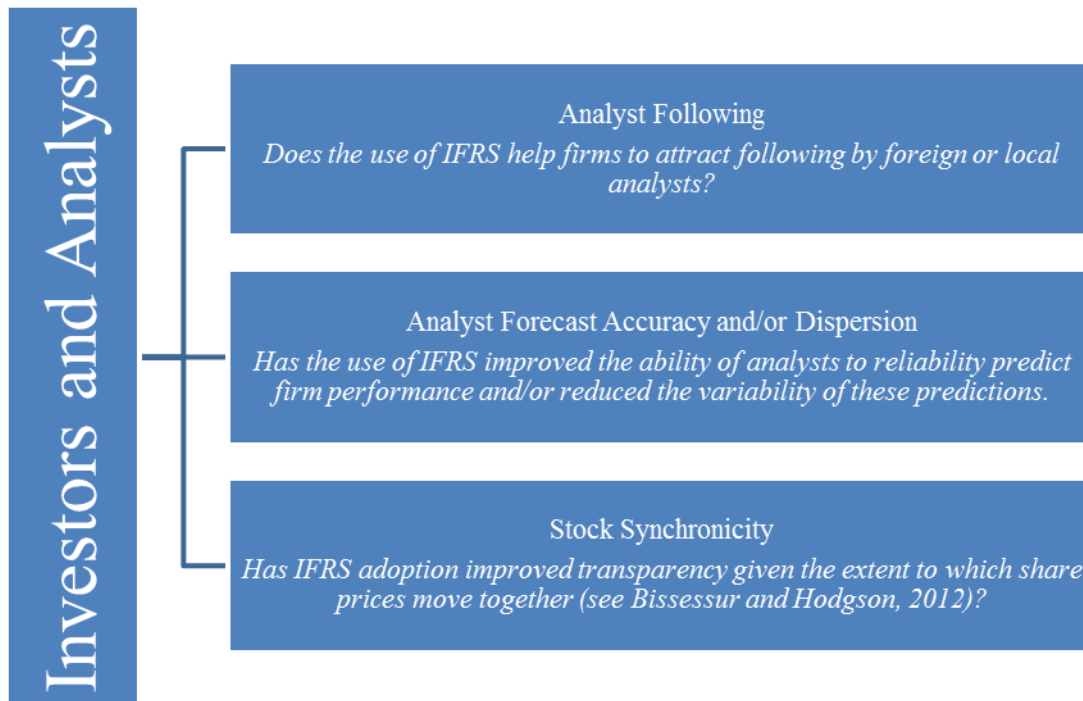 Investors and Analysts
Analyst Following
Does the use of IFRS help firms to attract following by foreign or local
analysts?
Analyst Forecast Accuracy and/or Dispersion
Has the use of IFRS improved the ability of analysts to reliability predict
firm performance and/or reduced the variability of these predictions.
Stock Synchronicity
Has IFRS adoption improved transparency given the extent to which share
prices move together (see Bissessur and Hodgson, 2012)?